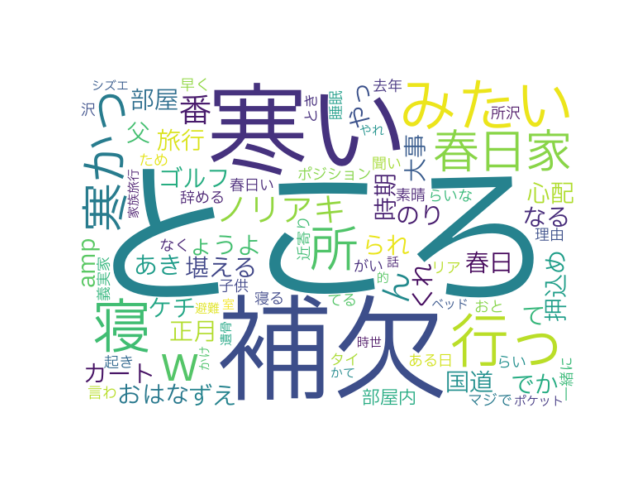 シズエ
早く
とき
睡眠
去年
沢
部屋
番
寒い
やっ
みたい
所沢
寒かっ
父
旅行
やれ
大事
春日家
ため
ゴルフ
春日い
ポジション
聞い
家族旅行
辞める
ノリアキ
時期
素晴
らいな
心配
ところ
のり
なる
理由
なく
ょうよ
近寄り
所
られ
amp
あき
堪える
がい
話
ん
くれ
リア
春日
押込め
義実家
子供
的
寝
ケチ
避難
室
寝る
てる
ベッド
おと
て
正月
遺骨
補欠
時世
行っ
起き
かけ
w
タイ
ある日
らい
カート
かて
国道
でか
一緒に
言わ
おはなずえ
部屋内
マジで
ポケット